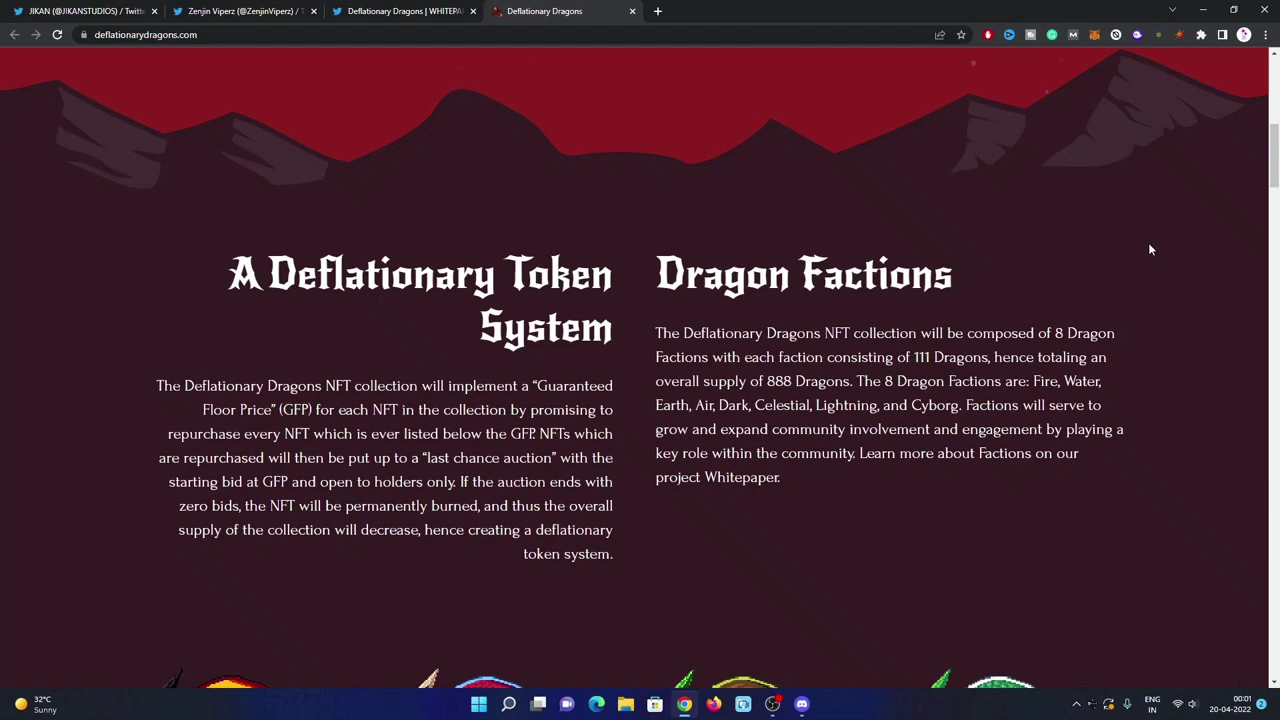 JIKAN (@JIKANSTUDIOS) / Twitte
Zenjin Viperz (@ZenjinViperz) / T
Deflationary Dragons | WHITEPA
Deflationary Dragons
deflationarydragons.com
A Deflationary Token
System
The Deflationary Dragons NFT collection will implement a “Guaranteed
Floor Price” (GFP) for each NFT in the collection by promising to
repurchase every NFT which is ever listed below the GFP. NFTs which
are repurchased will then be put up to a “last chance auction” with the
starting bid at GFP and open to holders only. If the auction ends with
zero bids, the NFT will be permanently burned, and thus the overall
supply of the collection will decrease, hence creating a deflationary
token system.
Dragon Factions
The Deflationary Dragons NFT collection will be composed of 8 Dragon
Factions with each faction consisting of 111 Dragons, hence totaling an
overall supply of 888 Dragons. The 8 Dragon Factions are: Fire, Water,
Earth, Air, Dark, Celestial, Lightning, and Cyborg. Factions will serve to
grow and expand community involvement and engagement by playing a
key role within the community. Learn more about Factions on our
project Whitepaper.
32°C
Sunny
ENG
IN
00:01
20-04-2022
2